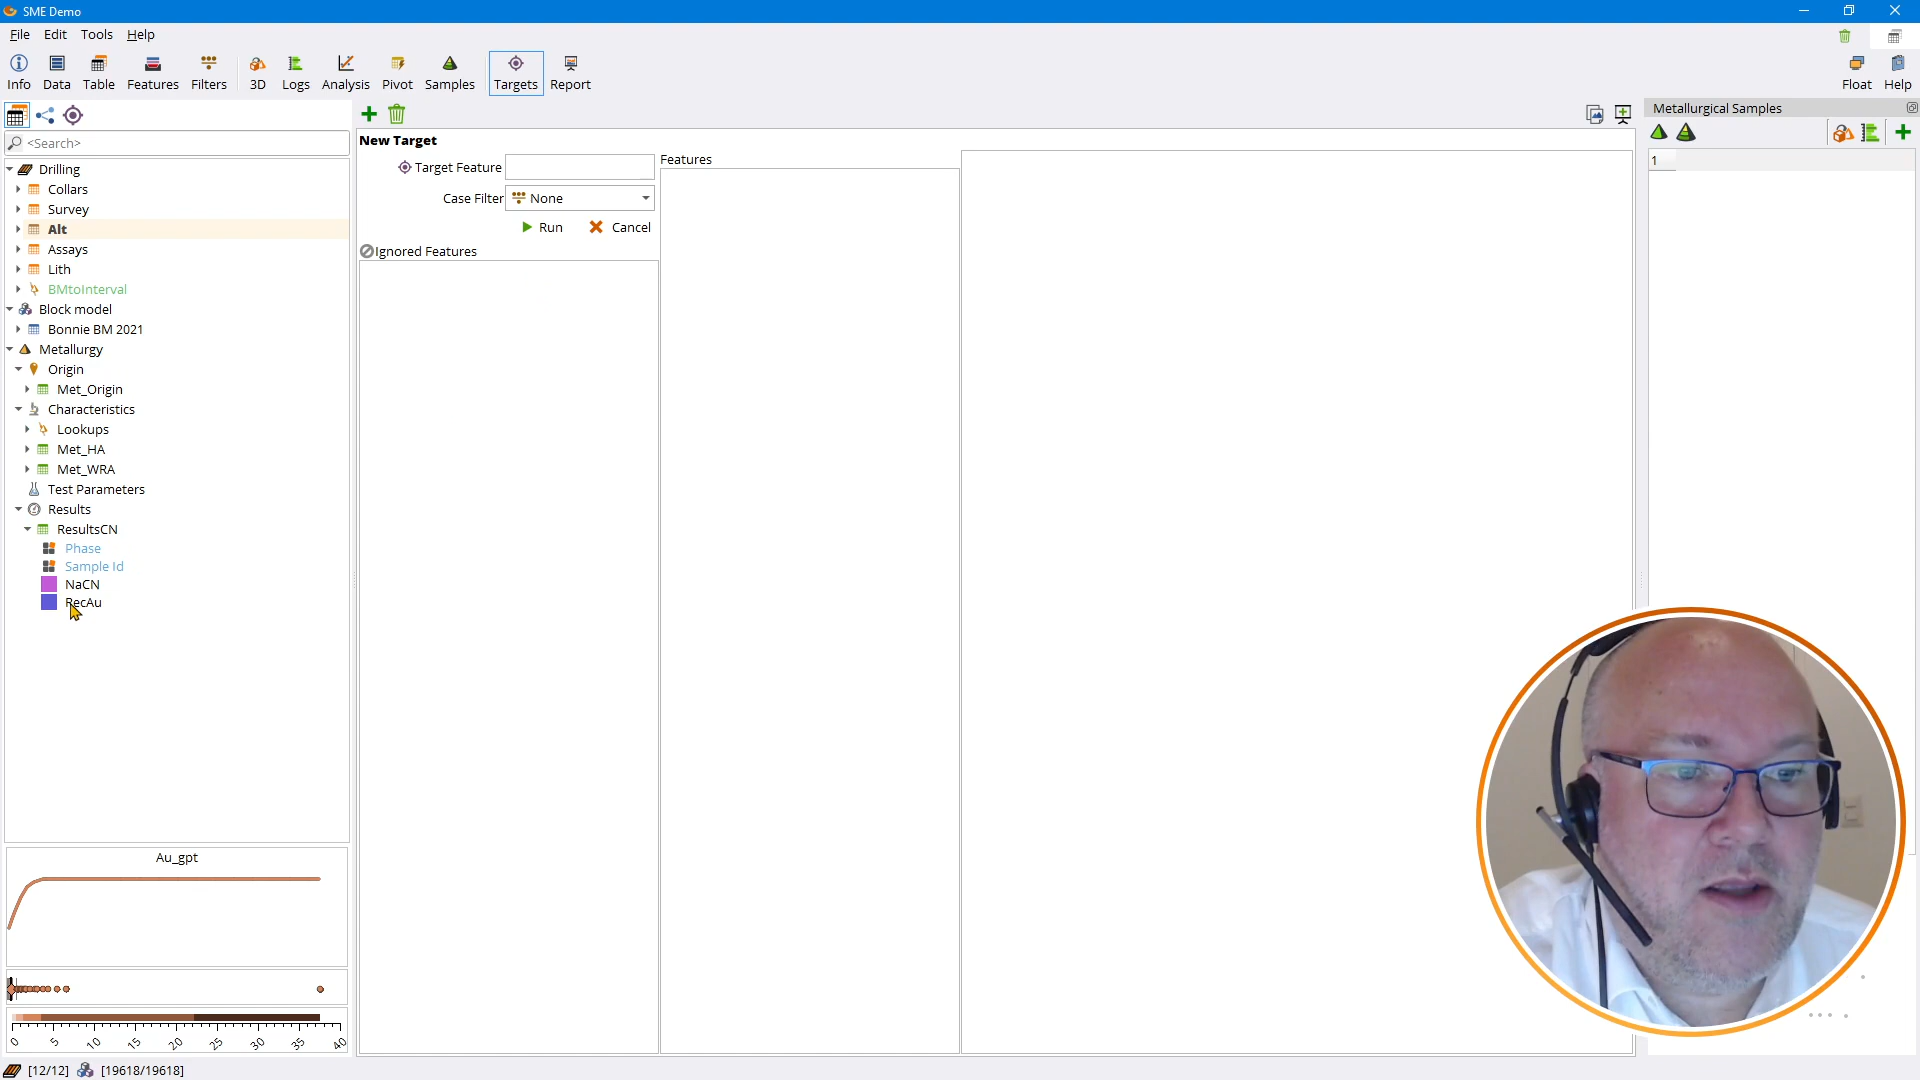 SME Demo
File Edit Tools Help
Info Data Table Features Filters 3D Logs Analysis Pivot Samples Targets Report Float Help
Metallurgical Samples
<Search>
New Target
Target Feature
Features
1
Drilling
Collars
Survey
Alt
Assays
Lith
BMtoInterval
Block model
Bonnie BM 2021
Metallurgy
Origin
Met_Origin
Characteristics
Lookups
Met_HA
Met_WRA
Test Parameters
Results
ResultsCN
Phase
Sample Id
NaCN
RecAu
Case Filter None
Run Cancel
Ignored Features
Au_gpt
0 5 10 15 20 25 30 35 40
[12/12] [19618/19618]